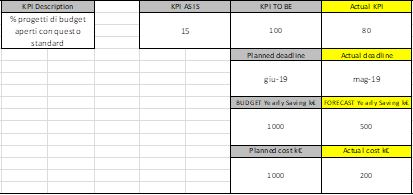 KPI Description KPI AS IS KPI TO BE Actual KPI
% progetti di budget
aperti con questo
standard
15 100 80
Planned deadline Actual deadline
giu-19 mag-19
BUDGET Yearly Saving k€ FORECAST Yearly Saving k€
1000 500
Planned cost k€ Actual cost k€
1000 200